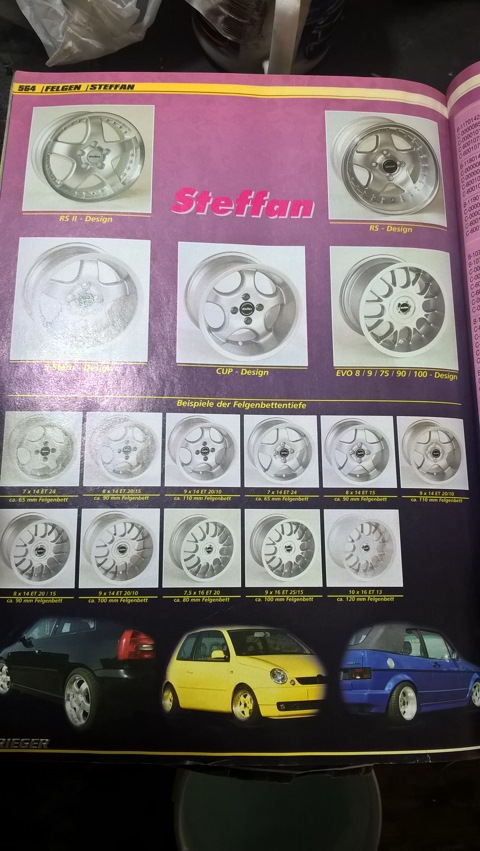 564 /FELGEN /STEFFAN
RS II - Design
Steffan
RS - Design
CUP - Design
EVO 8 / 9 / 75 / 90 / 100 - Design
Beispiele der Felgenbettentiefe
7 x 14 ET 24
ca. 65 mm Felgenbett
8 x 14 ET 20/15
ca. 90 mm Felgenbett
9 x 14 ET 20/10
ca. 110 mm Felgenbett
7 x 14 ET 24
ca. 65 mm Felgenbett
8 x 14 ET 15
ca. 90 mm Felgenbett
9 x 14 ET 20/10
ca. 110 mm Felgenbett
8 x 14 ET 20 / 15
ca. 90 mm Felgenbett
9 x 14 ET 20/10
ca. 100 mm Felgenbett
7,5 x 16 ET 20
ca. 80 mm Felgenbett
9 x 16 ET 25/15
ca. 100 mm Felgenbett
10 x 16 ET 13
ca. 120 mm Felgenbett
RIEGER